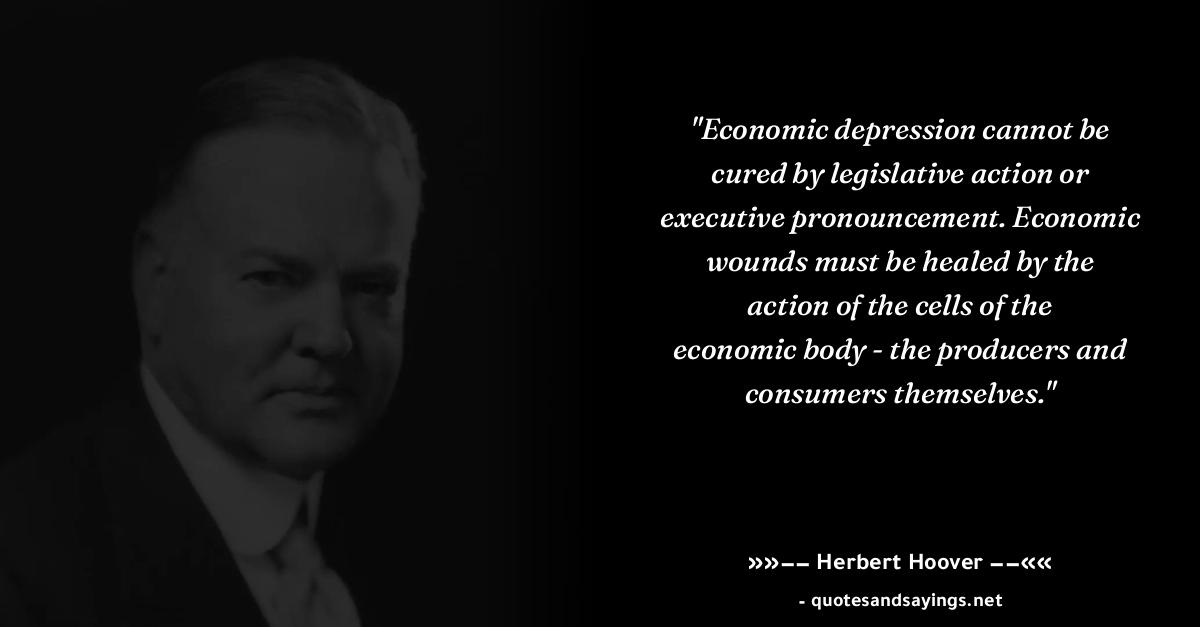 "Economic depression cannot be
cured by legislative action or
executive pronouncement. Economic
wounds must be healed by the
action of the cells of the
economic body - the producers and
consumers themselves."
»»–– Herbert Hoover ––««
- quotesandsayings.net